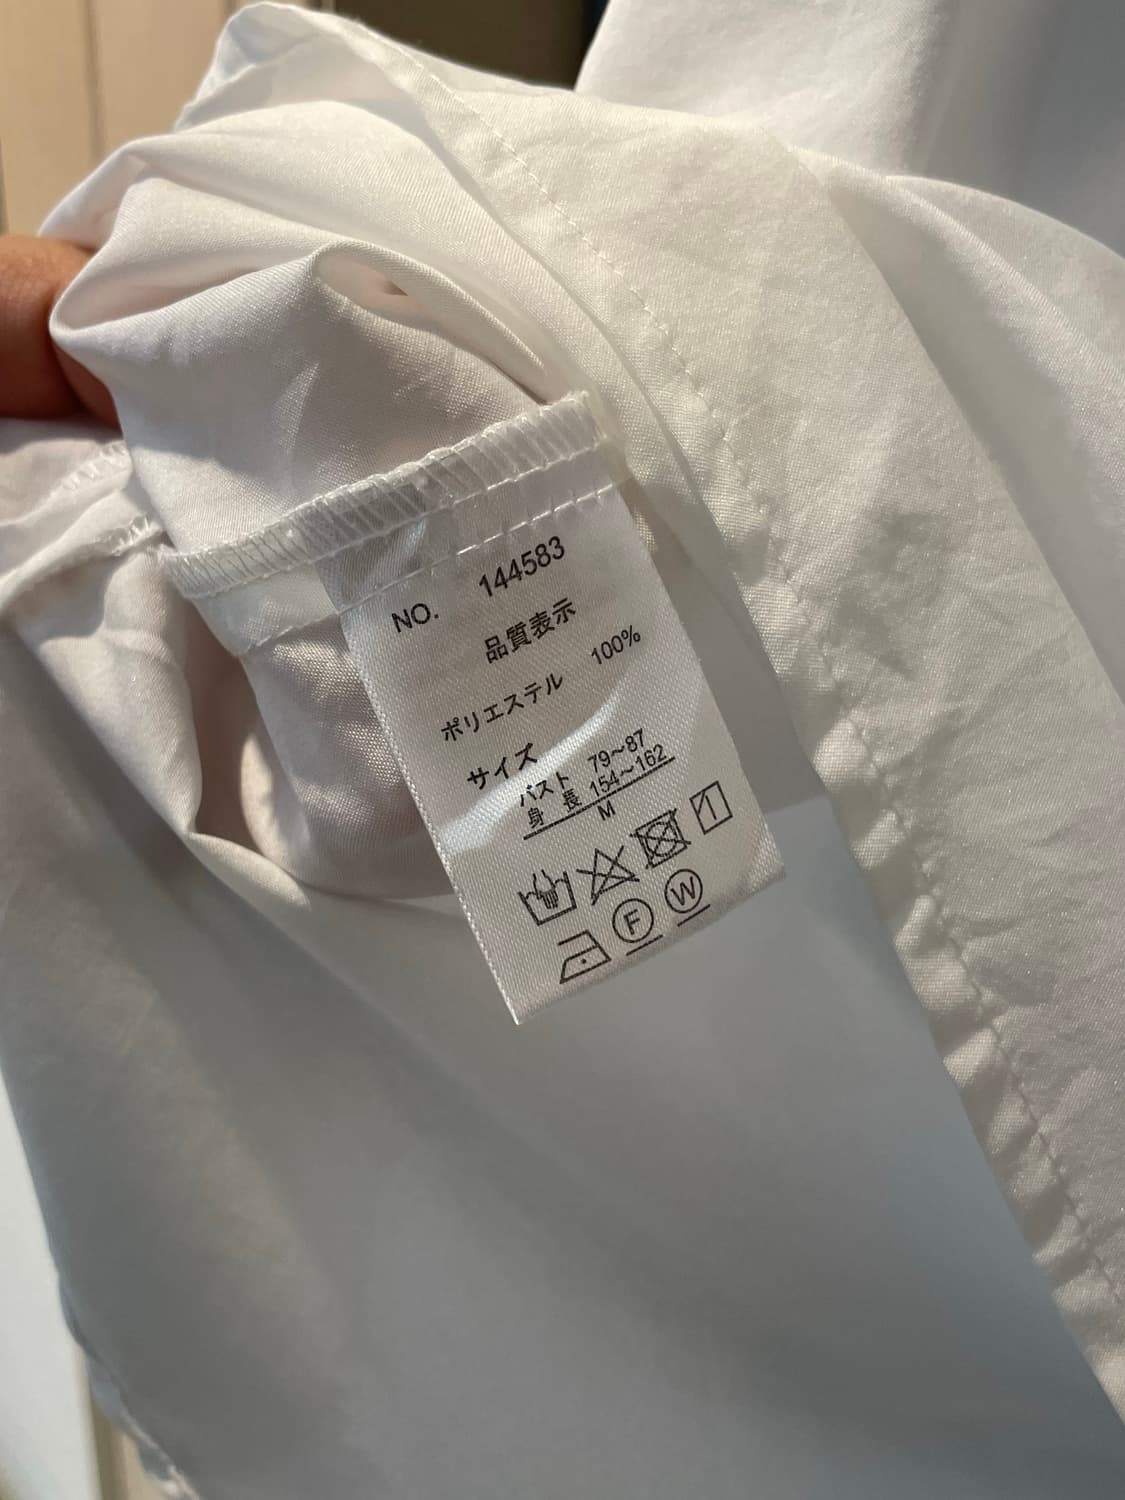 NO. 144583
品質表示
ポリエステル 100%
サイズ
バスト 79〜87
身長 154〜162
M
F W